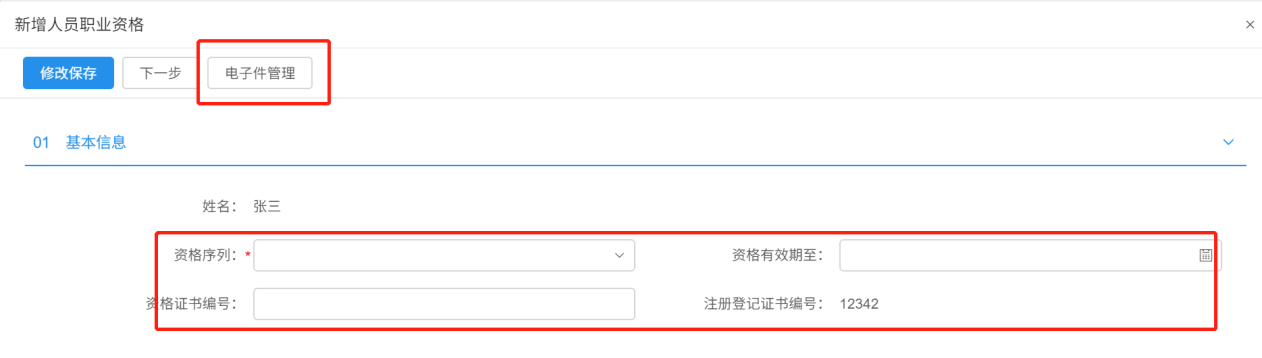 新增人员职业资格 ×
修改保存 下一步 电子件管理
01 基本信息
姓名： 张三
资格序列：* 资格有效期至：
资格证书编号： 注册登记证书编号： 12342